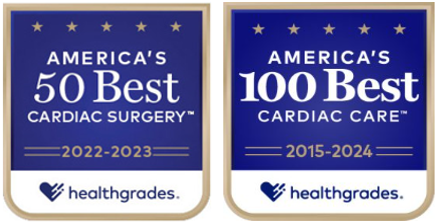 AMERICA'S
50 Best
CARDIAC SURGERY™
2022-2023
healthgrades.
AMERICA'S
100 Best
CARDIAC CARE™
2015-2024
healthgrades.